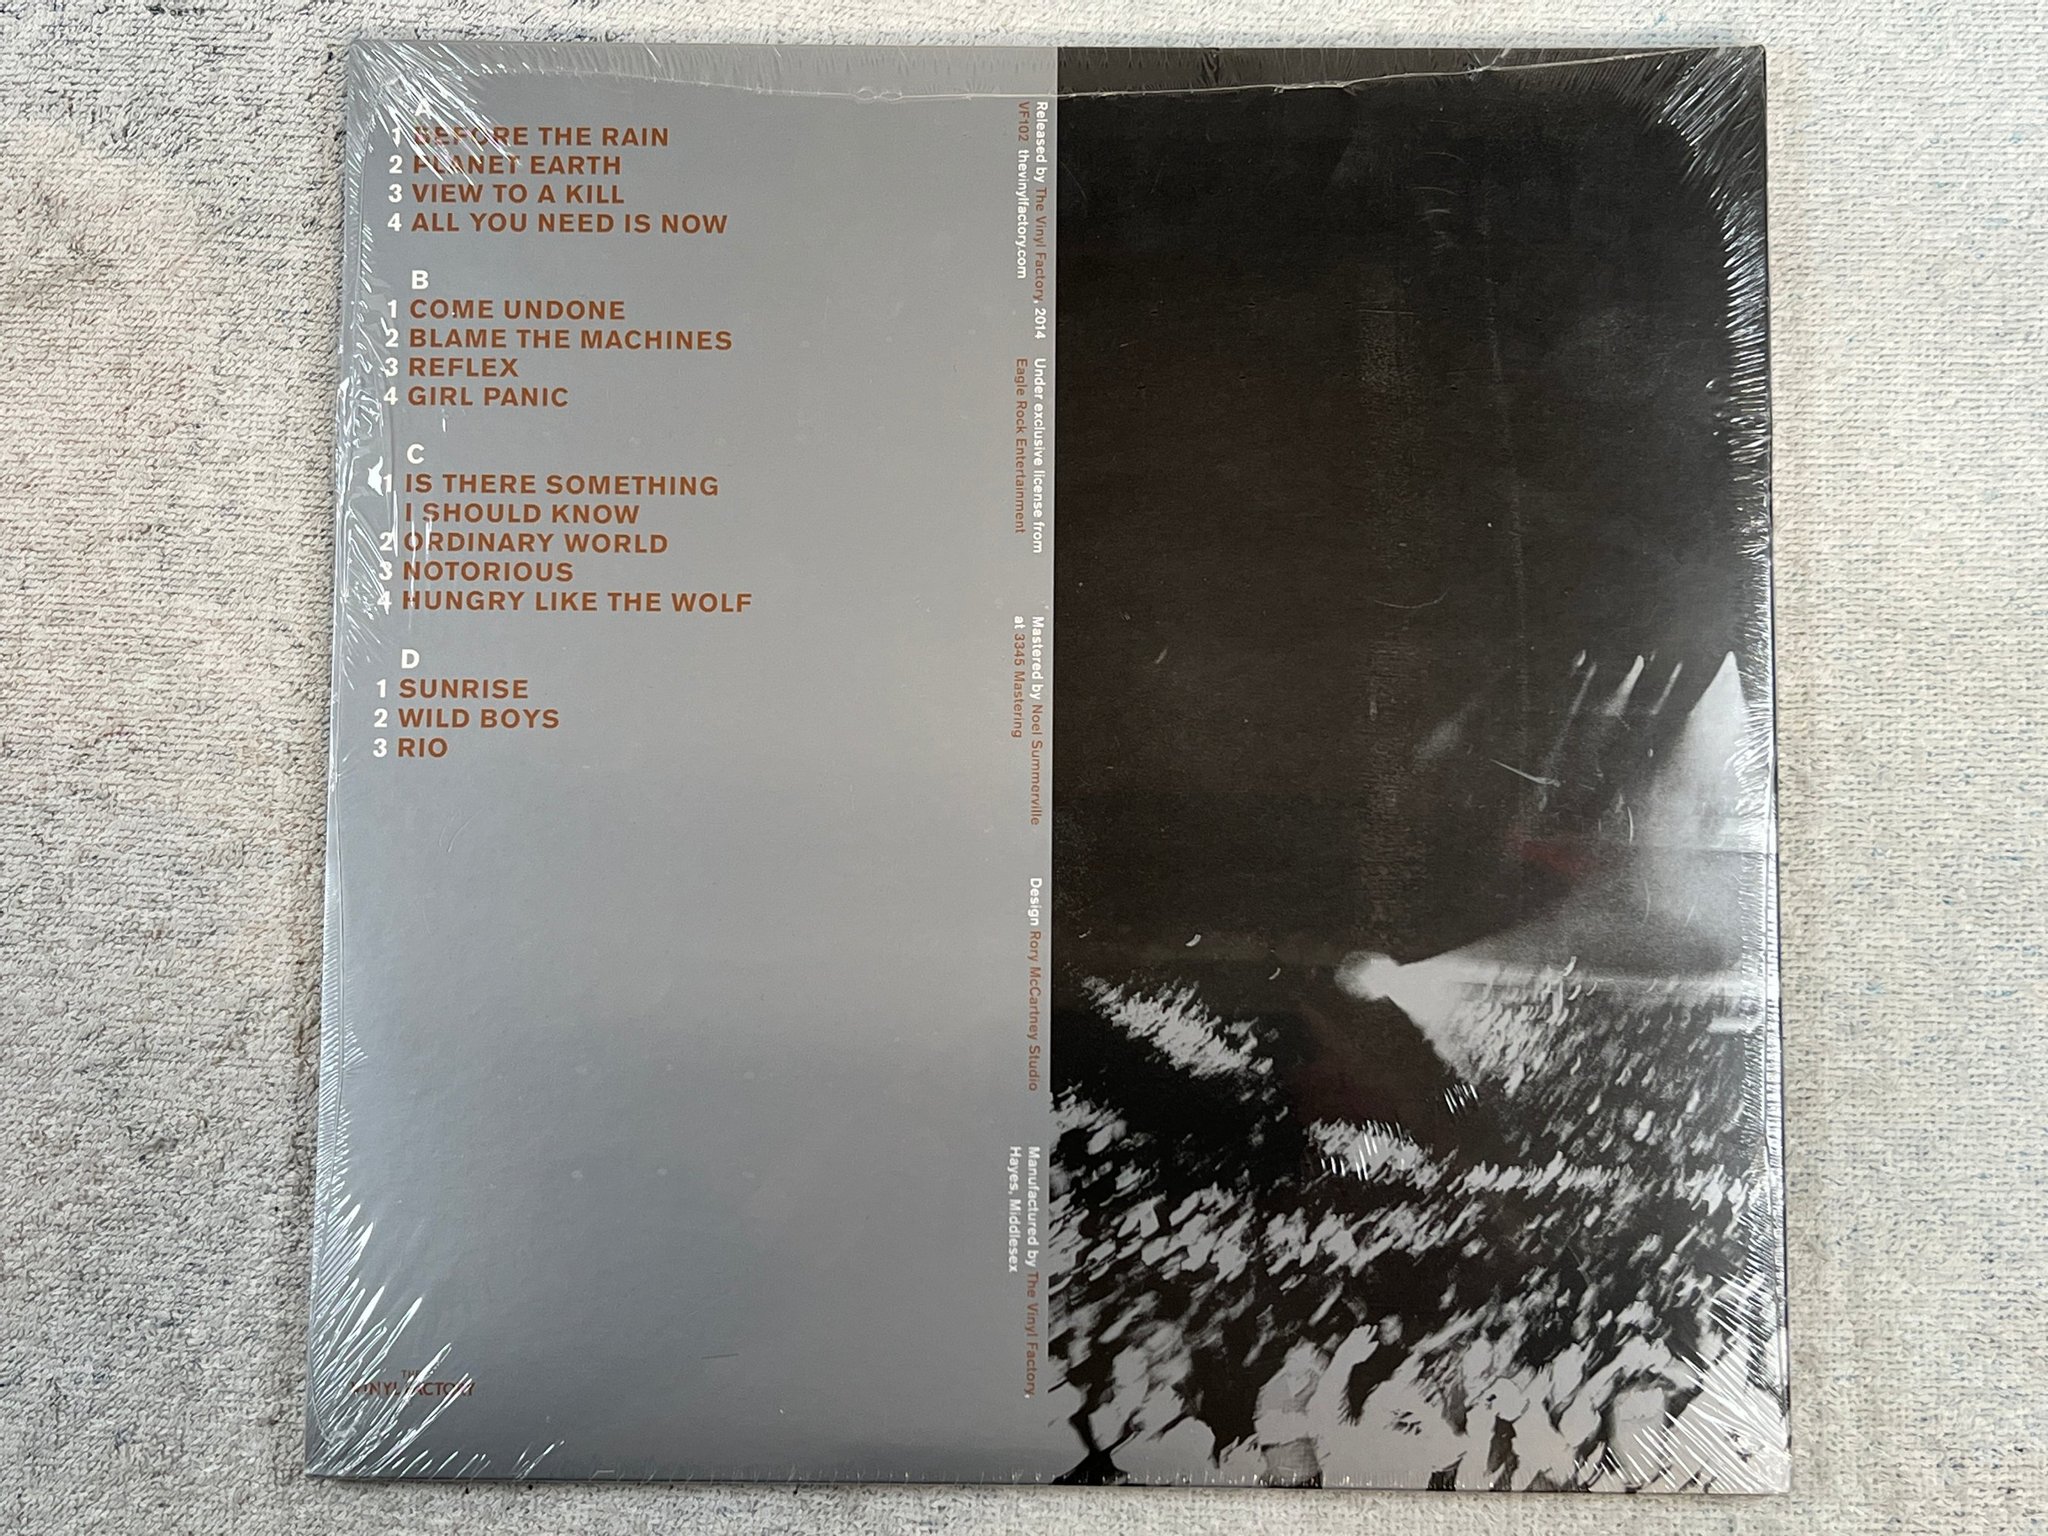 A
1 BEFORE THE RAIN
2 PLANET EARTH
3 VIEW TO A KILL
4 ALL YOU NEED IS NOW
B
1 COME UNDONE
2 BLAME THE MACHINES
3 REFLEX
4 GIRL PANIC
C
1 IS THERE SOMETHING
I SHOULD KNOW
2 ORDINARY WORLD
3 NOTORIOUS
4 HUNGRY LIKE THE WOLF
D
1 SUNRISE
2 WILD BOYS
3 RIO
Released by The Vinyl Factory, 2014
VF102 thevinylfactory.com
Under exclusive license from
Eagle Rock Entertainment
Mastered by Noel Summerville
at 3345 Mastering
Design Rory McCartney Studio
Manufactured by The Vinyl Factory,
Hayes, Middlesex
THE
VINYL FACTORY